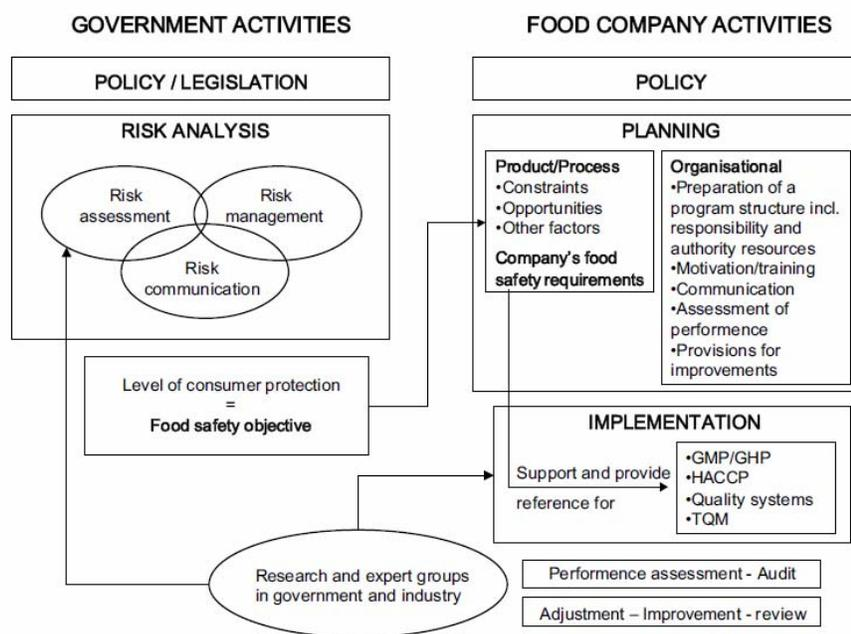 GOVERNMENT ACTIVITIES
POLICY / LEGISLATION
RISK ANALYSIS
Risk
assessment
Risk
management
Risk
communication
Level of consumer protection
=
Food safety objective
Research and expert groups
in government and industry
FOOD COMPANY ACTIVITIES
POLICY
PLANNING
Product/Process
•Constraints
•Opportunities
•Other factors
Company's food
safety requirements
Organisational
•Preparation of a
program structure incl.
responsibility and
authority resources
•Motivation/training
•Communication
•Assessment of
performence
•Provisions for
improvements
IMPLEMENTATION
Support and provide
reference for
•GMP/GHP
•HACCP
•Quality systems
•TQM
Performence assessment - Audit
Adjustment – Improvement - review